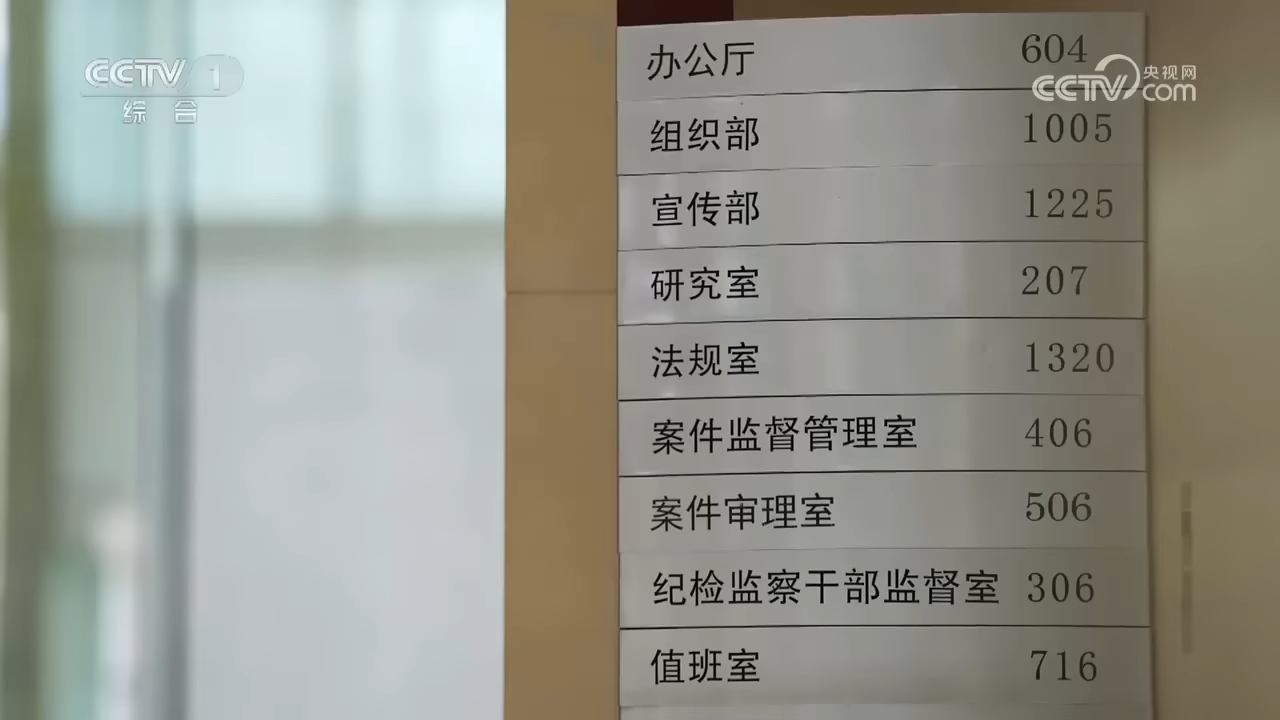 CCTV 1
综合
央视网
CCTV.com
办公厅 604
组织部 1005
宣传部 1225
研究室 207
法规室 1320
案件监督管理室 406
案件审理室 506
纪检监察干部监督室 306
值班室 716